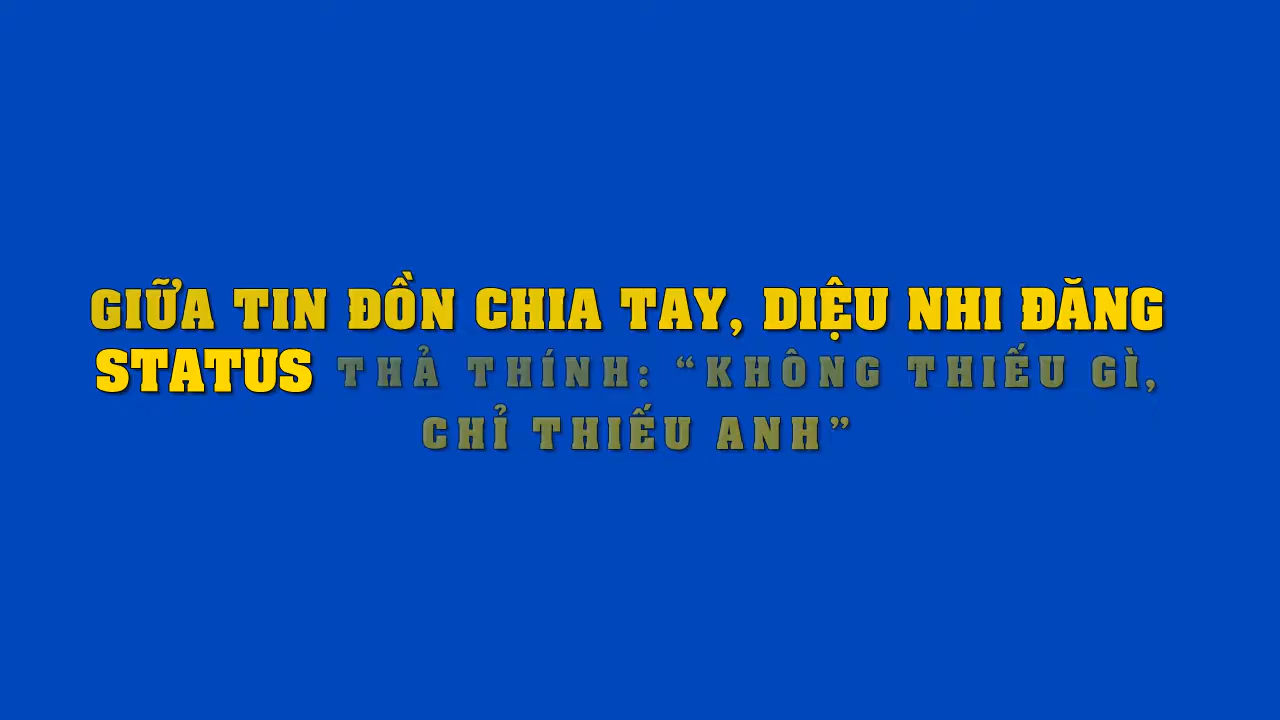 GIỮA TIN ĐỒN CHIA TAY, DIỆU NHI ĐĂNG
STATUS THẢ THÍNH: “KHÔNG THIẾU GÌ,
CHỈ THIẾU ANH”